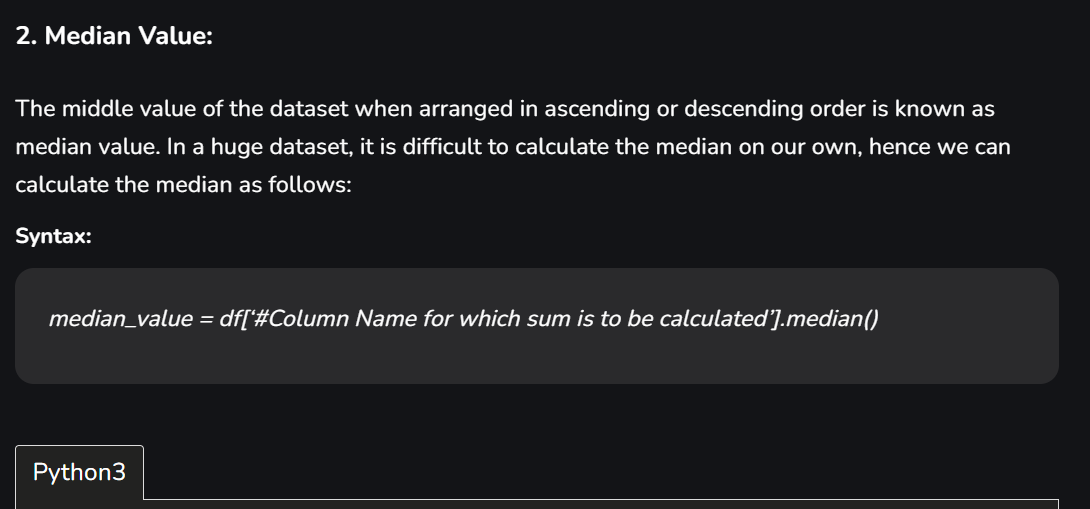 2. Median Value:
The middle value of the dataset when arranged in ascending or descending order is known as
median value. In a huge dataset, it is difficult to calculate the median on our own, hence we can
calculate the median as follows:
Syntax:
median_value = df[‘#Column Name for which sum is to be calculated’].median()
Python3